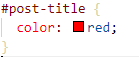 #post-title {
color: red;
}